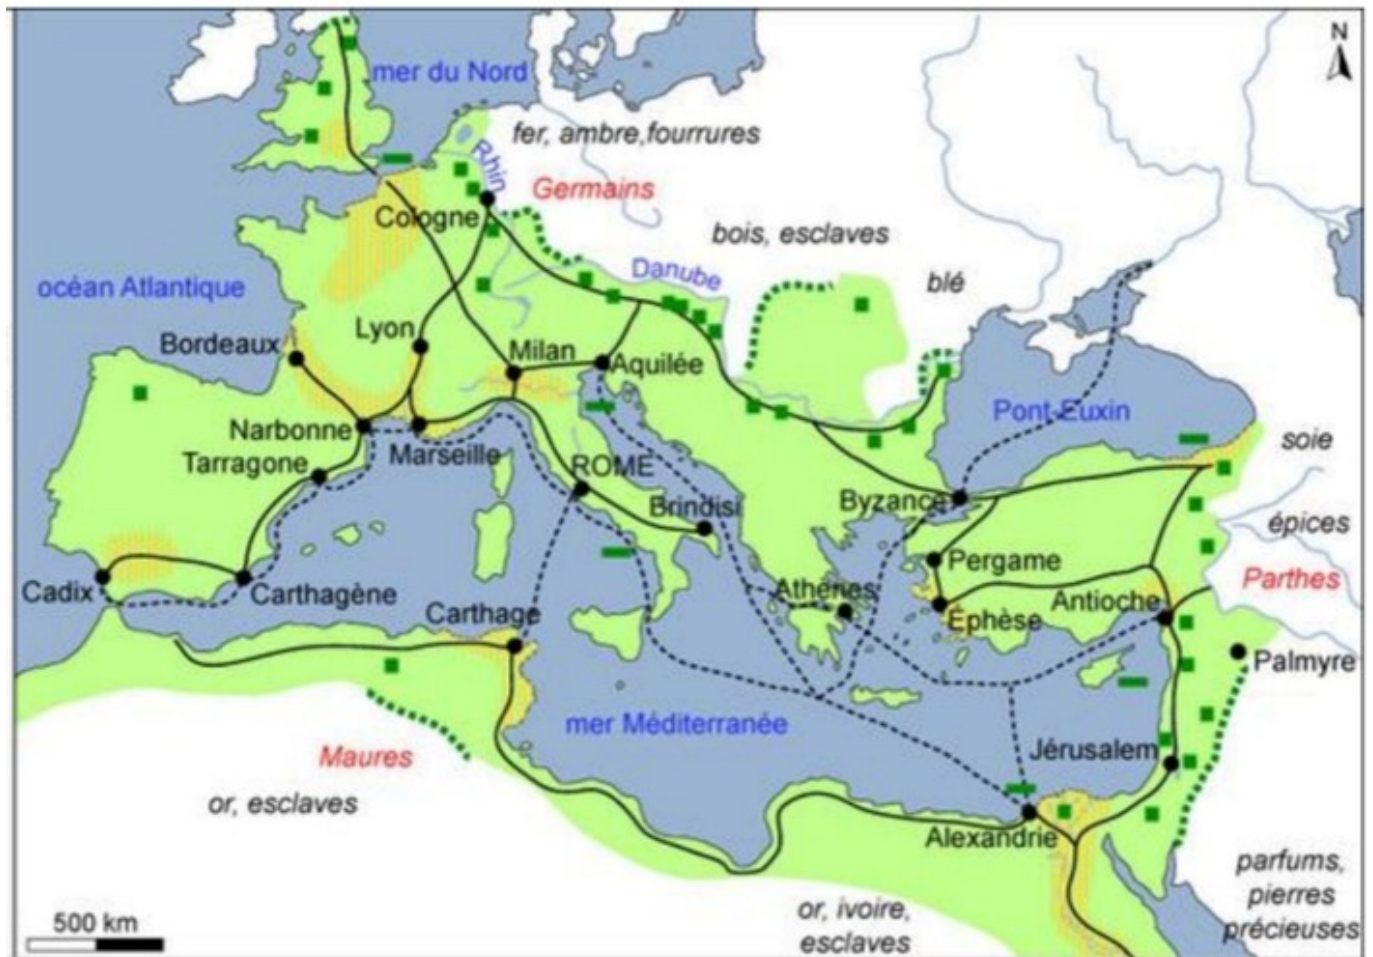 N
mer du Nord
fer, ambre,fourrures
Rhin
Germains
Cologne
bois, esclaves
Danube
blé
océan Atlantique
Lyon
Bordeaux
Milan
Aquilée
Pont-Euxin
Narbonne
Marseille
soie
Tarragone
ROME
Brindisi
Byzance
épices
Pergame
Parthes
Cadix
Carthagène
Athènes
Antioche
Carthage
Éphèse
Palmyre
mer Méditerranée
Jérusalem
Maures
or, esclaves
Alexandrie
parfums,
pierres
précieuses
or, ivoire,
esclaves
500 km